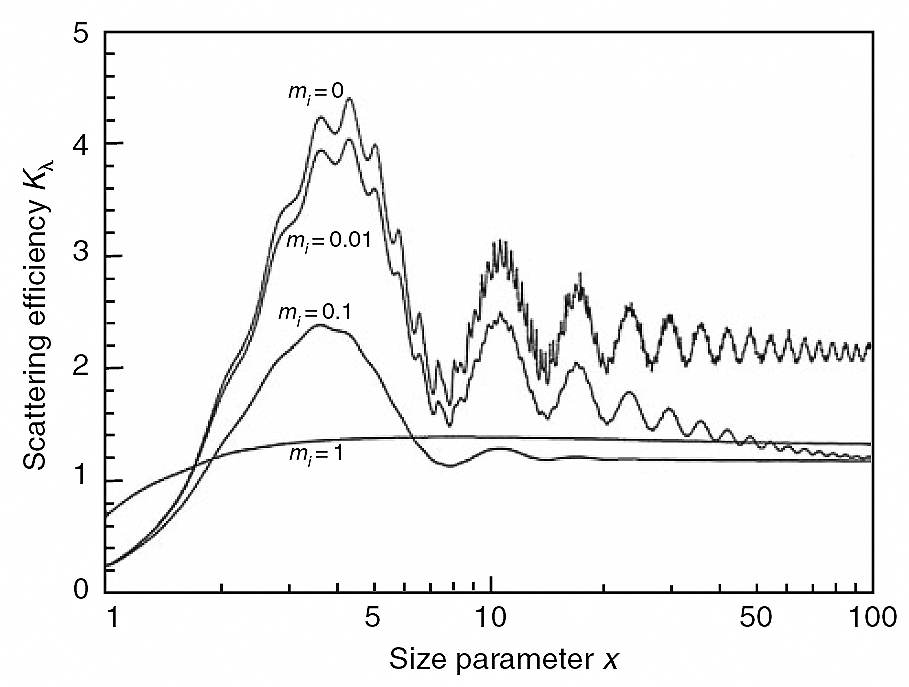 5
4
3
2
1
0
Scattering efficiency Kλ
mi = 0
mi = 0.01
mi = 0.1
mi = 1
1 5 10 50 100
Size parameter x